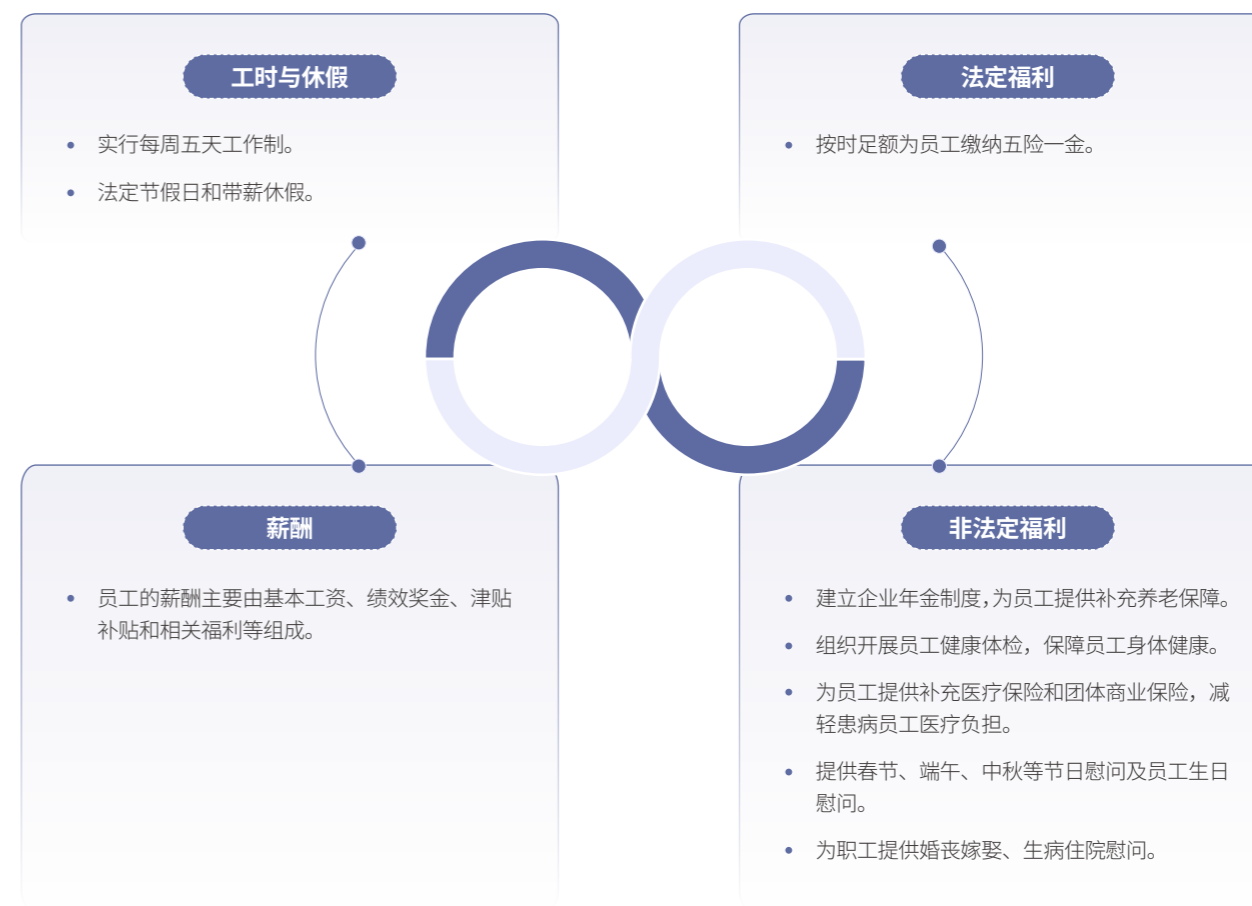 工时与休假
实行每周五天工作制。
法定节假日和带薪休假。
法定福利
按时足额为员工缴纳五险一金。
薪酬
员工的薪酬主要由基本工资、绩效奖金、津贴
补贴和相关福利等组成。
非法定福利
建立企业年金制度，为员工提供补充养老保障。
组织开展员工健康体检，保障员工身体健康。
为员工提供补充医疗保险和团体商业保险，减
轻患病员工医疗负担。
提供春节、端午、中秋等节日慰问及员工生日
慰问。
为职工提供婚丧嫁娶、生病住院慰问。